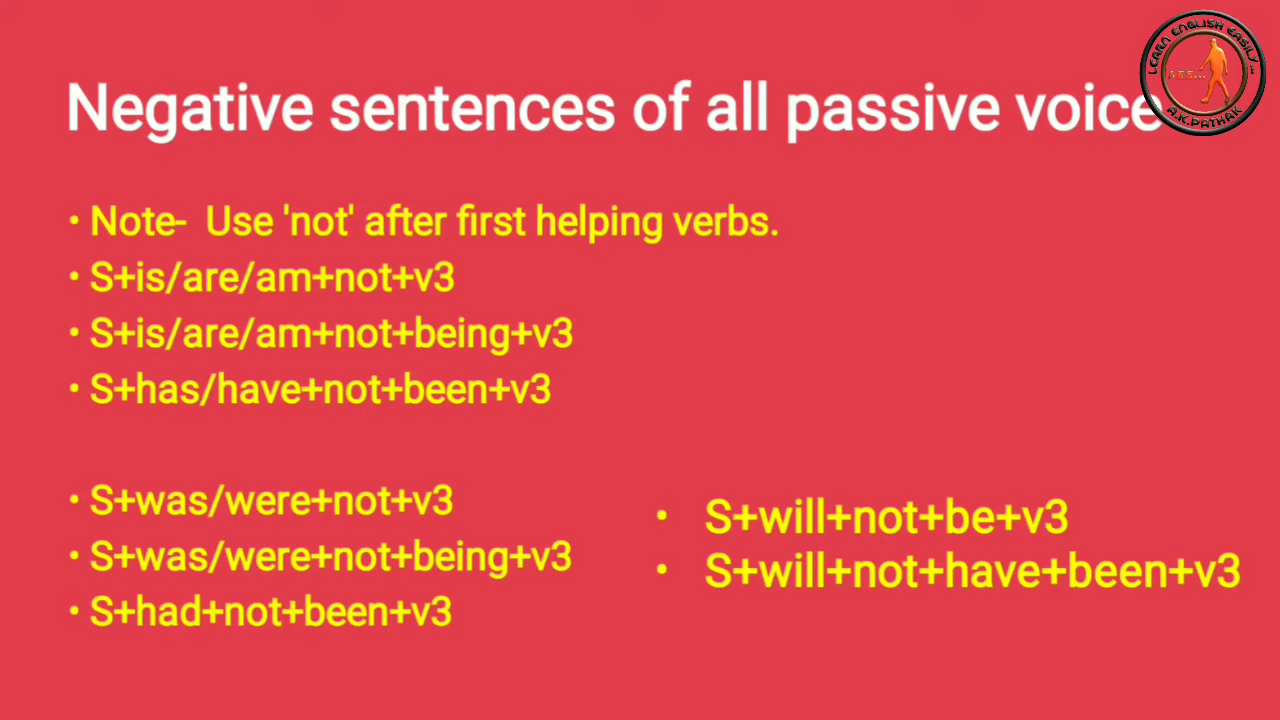 LEARN ENGLISH EASILY...
L E E...
A.K.PATHAK
Negative sentences of all passive voice
• Note- Use 'not' after first helping verbs.
• S+is/are/am+not+v3
• S+is/are/am+not+being+v3
• S+has/have+not+been+v3
• S+was/were+not+v3
• S+was/were+not+being+v3
• S+had+not+been+v3
• S+will+not+be+v3
• S+will+not+have+been+v3